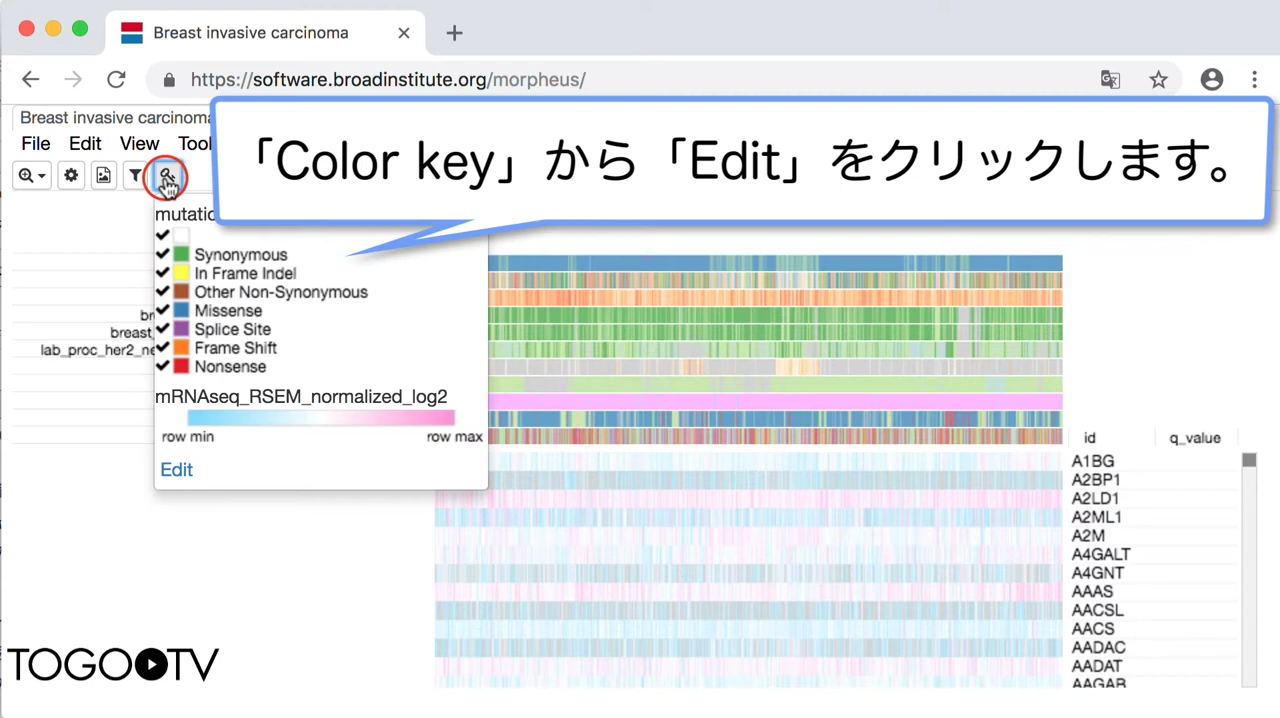 Breast invasive carcinoma
https://software.broadinstitute.org/morpheus/
Breast invasive carcinoma
File Edit View
「Color key」から「Edit」をクリックします。
Synonymous
In Frame Indel
Other Non-Synonymous
Missense
Splice Site
Frame Shift
Nonsense
mRNAseq_RSEM_normalized_log2
row min row max
Edit
id q_value
A1BG
A2BP1
A2LD1
A2ML1
A2M
A4GALT
A4GNT
AAAS
AACSL
AACS
AADAC
AADAT
AAGAB
TOGO TV